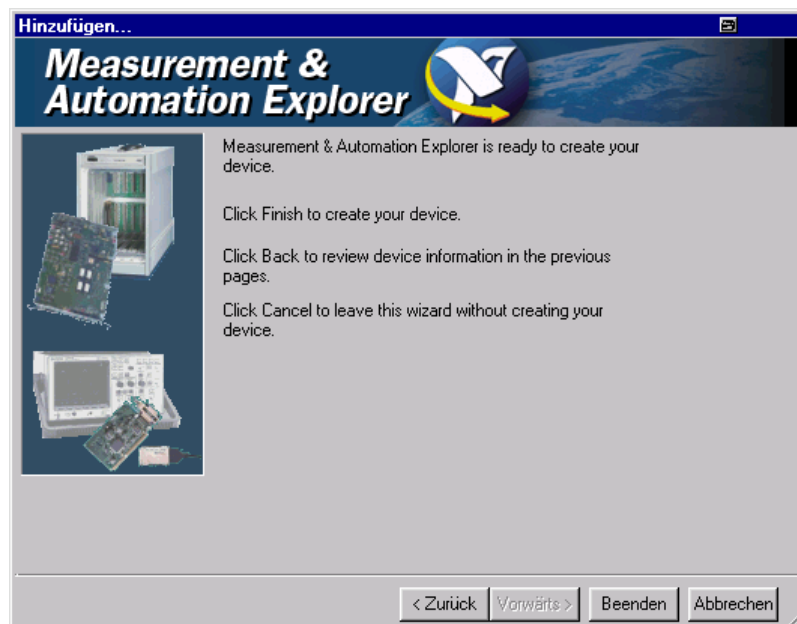 Hinzufügen...
Measurement &
Automation Explorer
Measurement & Automation Explorer is ready to create your
device.
Click Finish to create your device.
Click Back to review device information in the previous
pages.
Click Cancel to leave this wizard without creating your
device.
< Zurück Vorwärts > Beenden Abbrechen